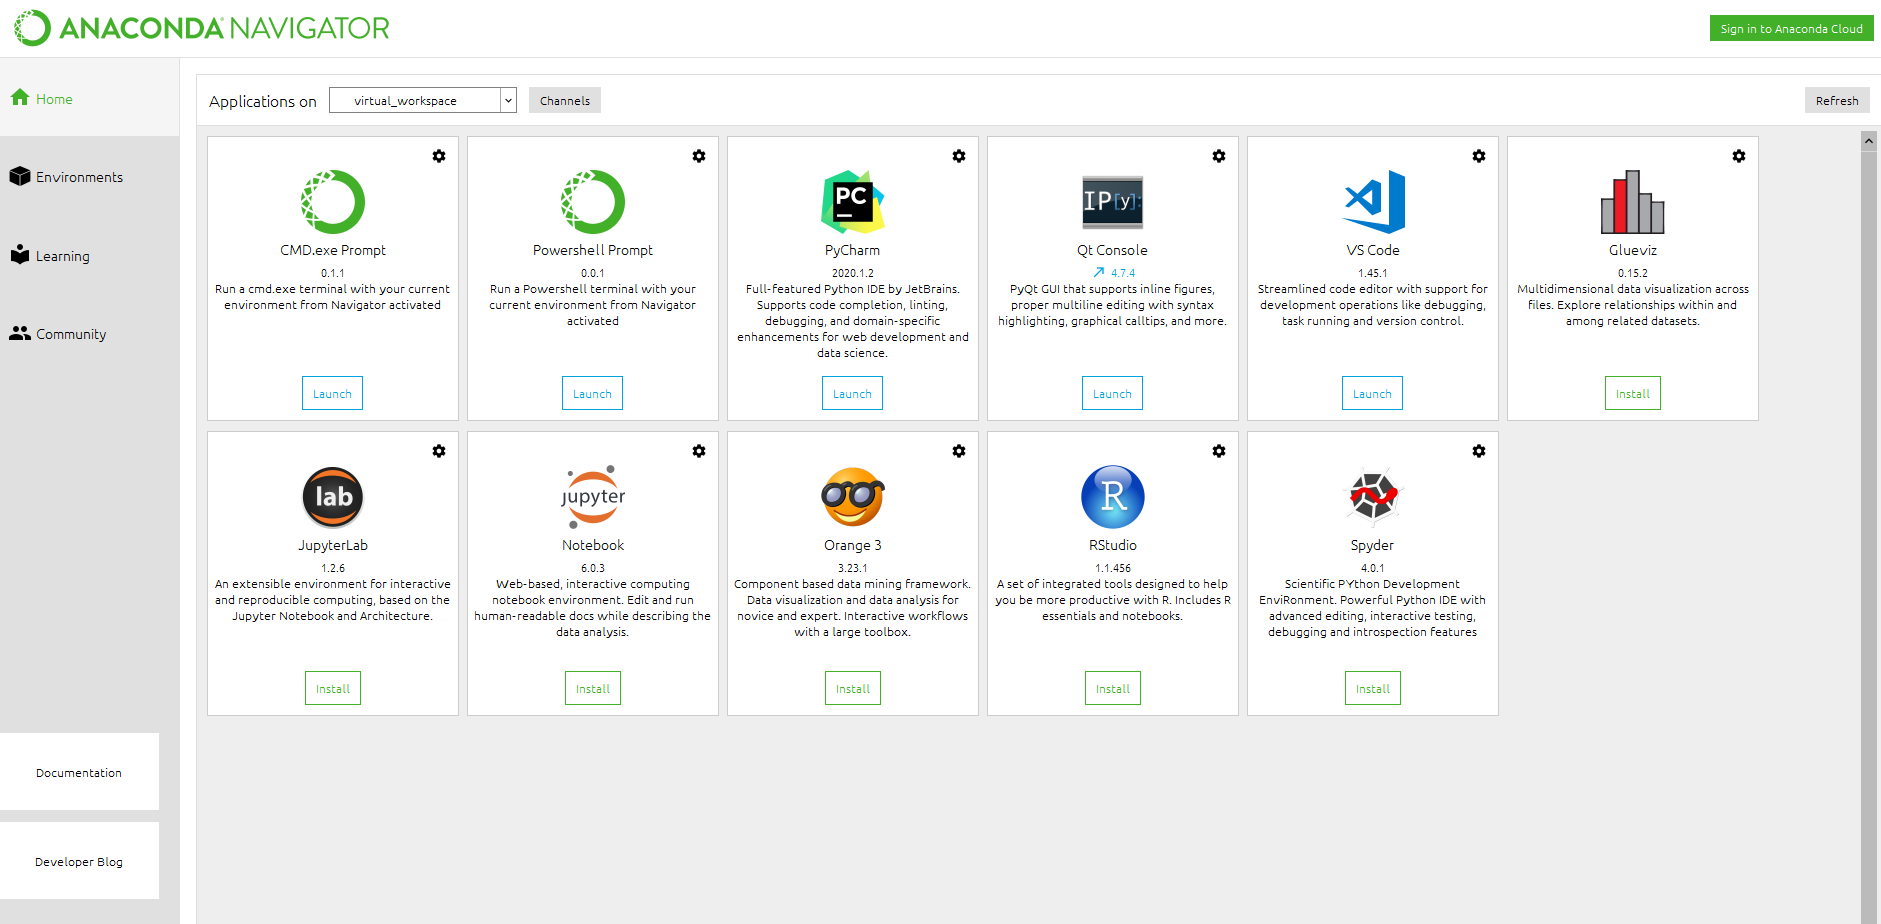 ANACONDA NAVIGATOR
Sign in to Anaconda Cloud
Home
Environments
Learning
Community
Documentation
Developer Blog
Applications on
virtual_workspace
Channels
Refresh
CMD.exe Prompt
0.1.1
Run a cmd.exe terminal with your current
environment from Navigator activated
Launch
Powershell Prompt
0.0.1
Run a Powershell terminal with your
current environment from Navigator
activated
Launch
PC
PyCharm
2020.1.2
Full-featured Python IDE by JetBrains.
Supports code completion, linting,
debugging, and domain-specific
enhancements for web development and
data science.
Launch
IP[y]:
Qt Console
4.7.4
PyQt GUI that supports inline figures,
proper multiline editing with syntax
highlighting, graphical calltips, and more.
Launch
VS Code
1.45.1
Streamlined code editor with support for
development operations like debugging,
task running and version control.
Launch
Glueviz
0.15.2
Multidimensional data visualization across
files. Explore relationships within and
among related datasets.
Install
lab
JupyterLab
1.2.6
An extensible environment for interactive
and reproducible computing, based on the
Jupyter Notebook and Architecture.
Install
jupyter
Notebook
6.0.3
Web-based, interactive computing
notebook environment. Edit and run
human-readable docs while describing the
data analysis.
Install
Orange 3
3.23.1
Component based data mining framework.
Data visualization and data analysis for
novice and expert. Interactive workflows
with a large toolbox.
Install
R
RStudio
1.1.456
A set of integrated tools designed to help
you be more productive with R. Includes R
essentials and notebooks.
Install
Spyder
4.0.1
Scientific PYthon Development
EnviRonment. Powerful Python IDE with
advanced editing, interactive testing,
debugging and introspection features
Install